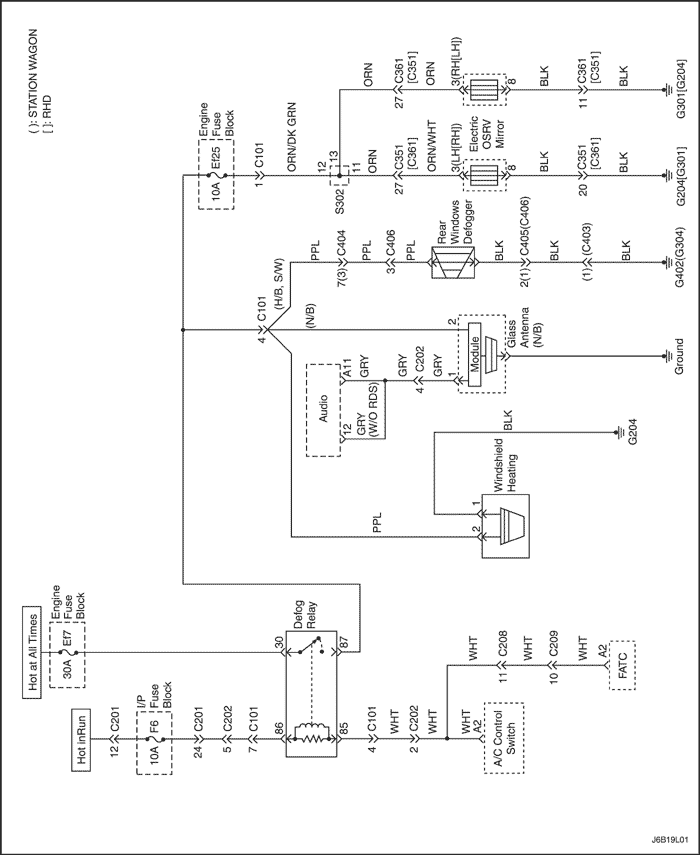 ( ): STATION WAGON
[ ]: RHD
Hot at All Times
30A
Ef7
Engine
Fuse
Block
Hot inRun
12
C201
10A
F6
I/P
Fuse
Block
24
C201
5
C202
7
C101
86
30
Defog
Relay
85
87
4
C101
WHT
2
C202
WHT
WHT
A2
A/C Control
Switch
WHT
11
C208
WHT
10
C209
WHT
A2
FATC
10A
Ef25
Engine
Fuse
Block
1
C101
ORN/DK GRN
12
13
11
S302
ORN
27
C361
[C351]
ORN
3(RH[LH])
8
BLK
11
C361
[C351]
BLK
G301[G204]
ORN
27
C351
[C361]
ORN/WHT
3(LH[RH])
Electric
OSRV
Mirror
8
BLK
20
C351
[C361]
BLK
G204[G301]
4
C101
(H/B, S/W)
(N/B)
PPL
7(3)
C404
PPL
3
C406
PPL
Rear
Windows
Defogger
BLK
2(1)
C405(C406)
BLK
(1)
(C403)
BLK
G402(G304)
Audio
A11
GRY
12
GRY
(W/O RDS)
GRY
4
C202
GRY
1
2
Module
Glass
Antenna
(N/B)
Ground
PPL
2
1
Windshield
Heating
BLK
G204
J6B19L01